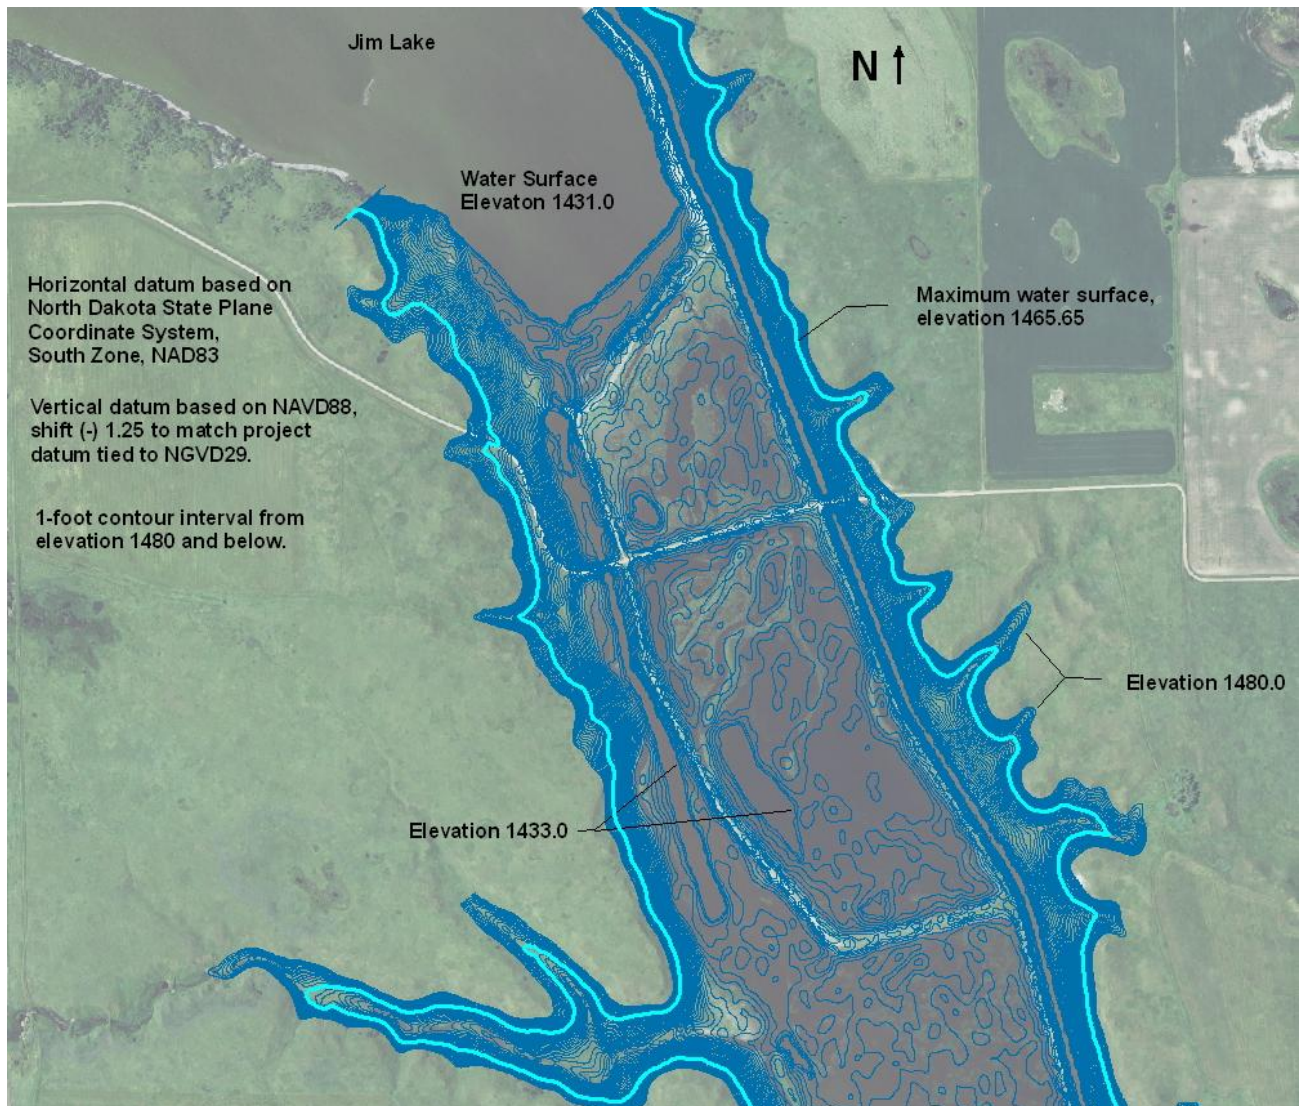 Jim Lake
N
Water Surface
Elevaton 1431.0
Horizontal datum based on
North Dakota State Plane
Coordinate System,
South Zone, NAD83
Maximum water surface,
elevation 1465.65
Vertical datum based on NAVD88,
shift (-) 1.25 to match project
datum tied to NGVD29.
1-foot contour interval from
elevation 1480 and below.
Elevation 1480.0
Elevation 1433.0